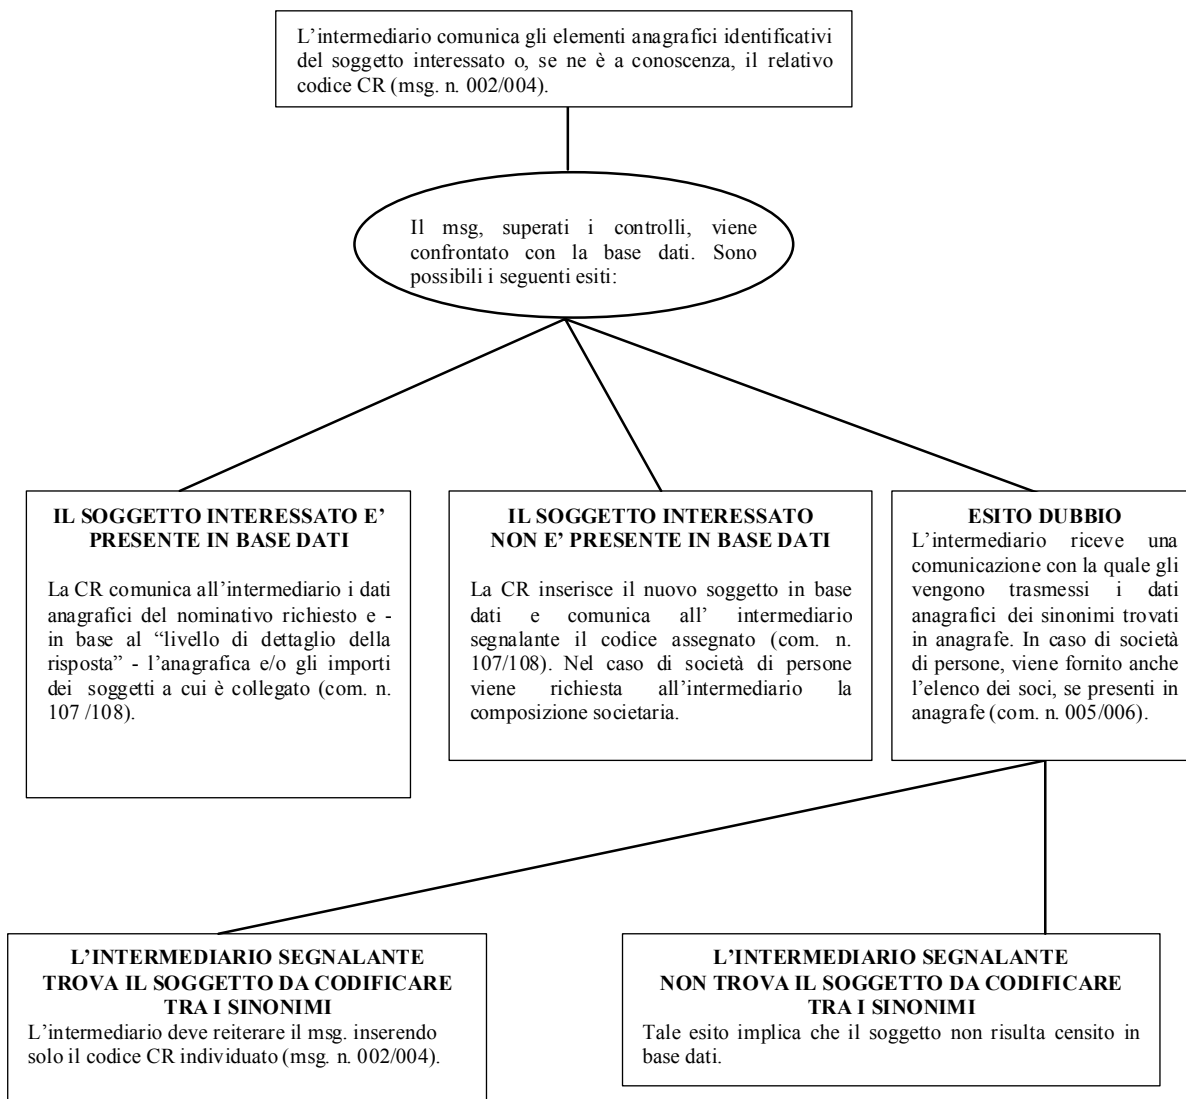 L’intermediario comunica gli elementi anagrafici identificativi
del soggetto interessato o, se ne è a conoscenza, il relativo
codice CR (msg. n. 002/004).
Il msg, superati i controlli, viene
confrontato con la base dati. Sono
possibili i seguenti esiti:
IL SOGGETTO INTERESSATO E’
PRESENTE IN BASE DATI
La CR comunica all’intermediario i dati
anagrafici del nominativo richiesto e -
in base al “livello di dettaglio della
risposta” - l’anagrafica e/o gli importi
dei soggetti a cui è collegato (com. n.
107 /108).
IL SOGGETTO INTERESSATO
NON E’ PRESENTE IN BASE DATI
La CR inserisce il nuovo soggetto in base
dati e comunica all’ intermediario
segnalante il codice assegnato (com. n.
107/108). Nel caso di società di persone
viene richiesta all’intermediario la
composizione societaria.
ESITO DUBBIO
L’intermediario riceve una
comunicazione con la quale gli
vengono trasmessi i dati
anagrafici dei sinonimi trovati
in anagrafe. In caso di società
di persone, viene fornito anche
l’elenco dei soci, se presenti in
anagrafe (com. n. 005/006).
L’INTERMEDIARIO SEGNALANTE
TROVA IL SOGGETTO DA CODIFICARE
TRA I SINONIMI
L’intermediario deve reiterare il msg. inserendo
solo il codice CR individuato (msg. n. 002/004).
L’INTERMEDIARIO SEGNALANTE
NON TROVA IL SOGGETTO DA CODIFICARE
TRA I SINONIMI
Tale esito implica che il soggetto non risulta censito in
base dati.